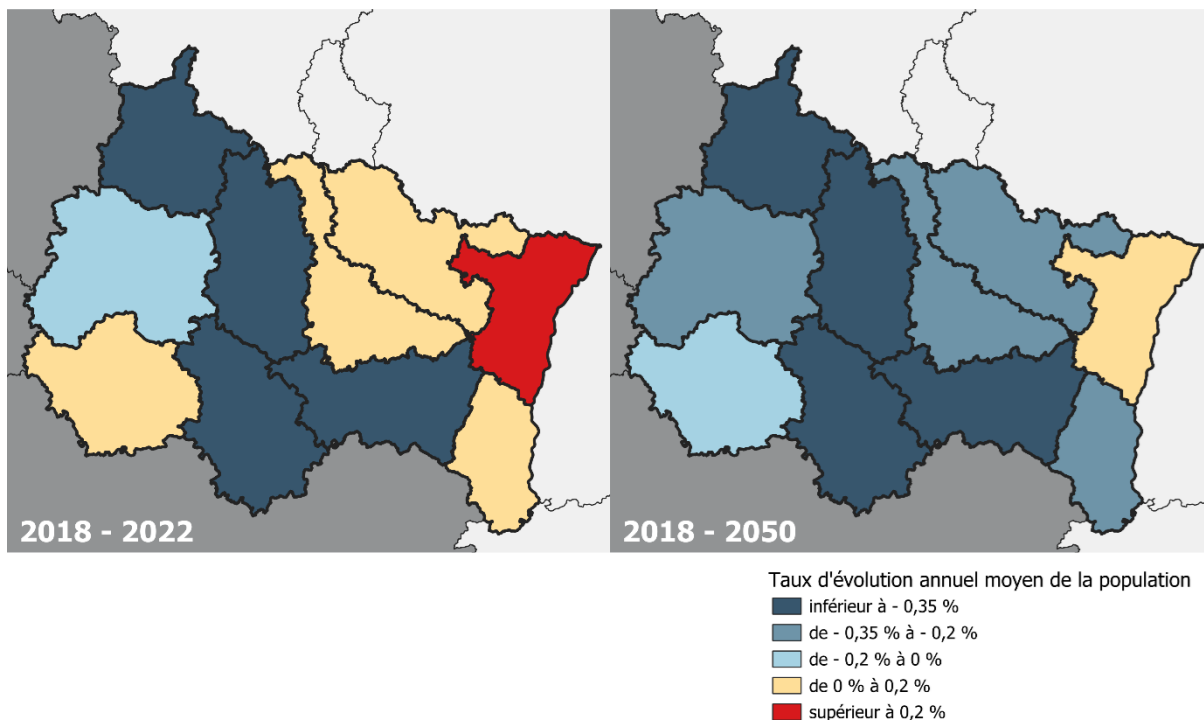 2018 - 2022
2018 - 2050
Taux d'évolution annuel moyen de la population
inférieur à - 0,35 %
de - 0,35 % à - 0,2 %
de - 0,2 % à 0 %
de 0 % à 0,2 %
supérieur à 0,2 %